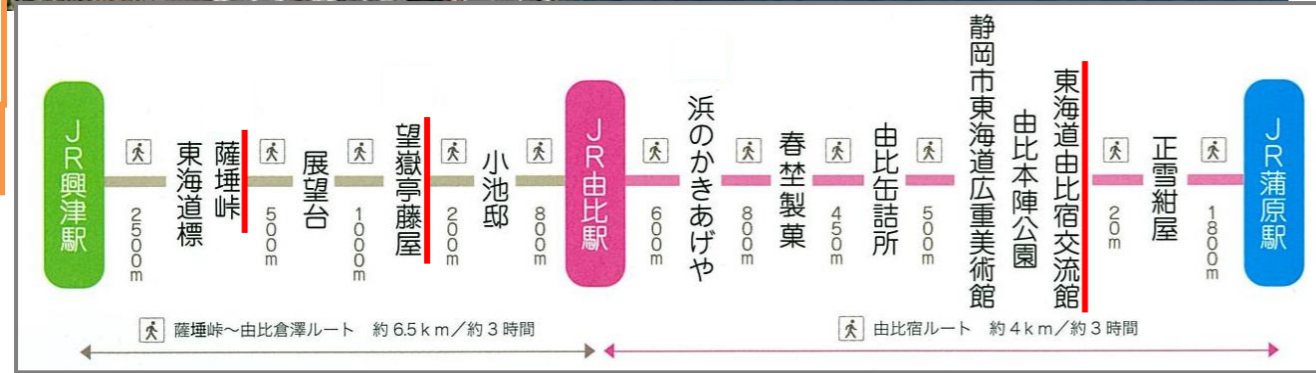 JR興津駅
2500m
薩埵峠
東海道標
500m
展望台
1000m
望嶽亭藤屋
200m
小池邸
800m
JR由比駅
600m
浜のかきあげや
800m
春埜製菓
450m
由比缶詰所
500m
静岡市東海道広重美術館
由比本陣公園
東海道由比宿交流館
20m
正雪紺屋
1800m
JR蒲原駅
薩埵峠～由比倉澤ルート 約6.5km／約3時間
由比宿ルート 約4km／約3時間